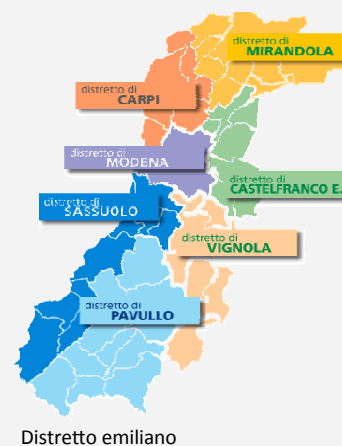 distretto di
MIRANDOLA
distretto di
CARPI
distretto di
MODENA
distretto di
CASTELFRANCO E.
distretto di
SASSUOLO
distretto di
VIGNOLA
distretto di
PAVULLO
Distretto emiliano